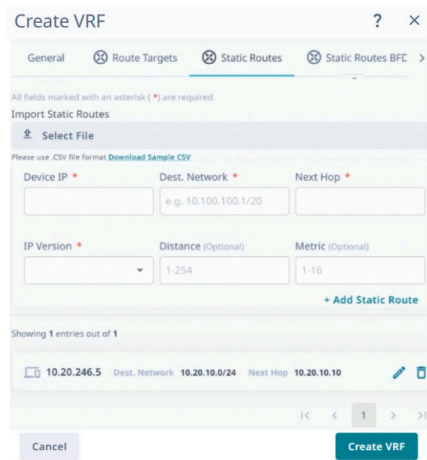 Create VRF ? ×
General Route Targets Static Routes Static Routes BFD >
All fields marked with an asterisk ( *) are required.
Import Static Routes
Select File
Please use .CSV file format Download Sample CSV
Device IP * Dest. Network * Next Hop *
e.g. 10.100.100.1/20
IP Version * Distance (Optional) Metric (Optional)
1-254 1-16
+ Add Static Route
Showing 1 entries out of 1
10.20.246.5 Dest. Network 10.20.10.0/24 Next Hop 10.20.10.10
|< < 1 > >|
Cancel Create VRF